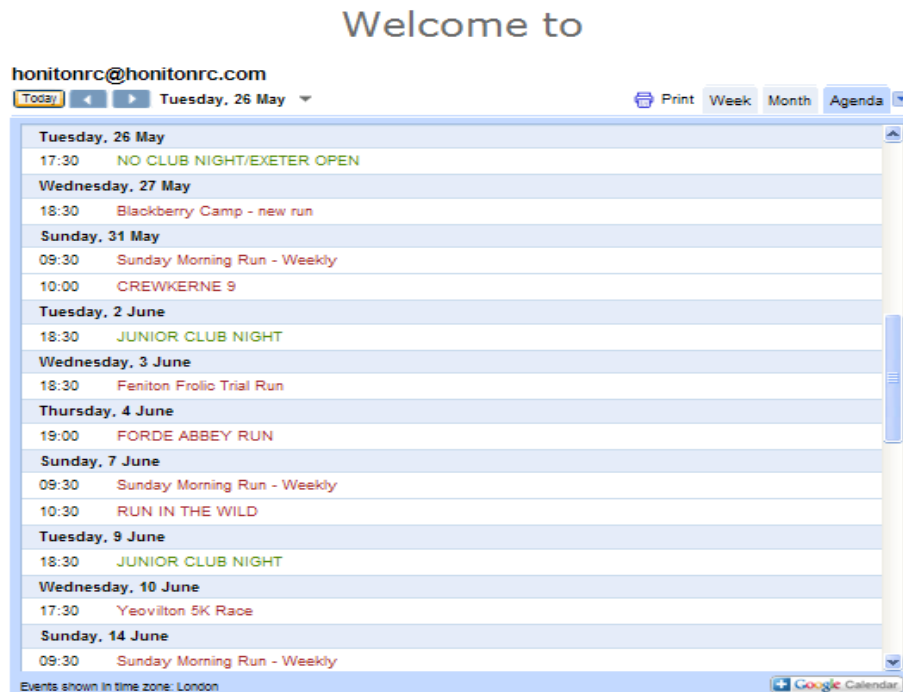 Welcome to
honitonrc@honitonrc.com
Today Tuesday, 26 May Print Week Month Agenda
Tuesday, 26 May
17:30 NO CLUB NIGHT/EXETER OPEN
Wednesday, 27 May
18:30 Blackberry Camp - new run
Sunday, 31 May
09:30 Sunday Morning Run - Weekly
10:00 CREWKERNE 9
Tuesday, 2 June
18:30 JUNIOR CLUB NIGHT
Wednesday, 3 June
18:30 Feniton Frolic Trial Run
Thursday, 4 June
19:00 FORDE ABBEY RUN
Sunday, 7 June
09:30 Sunday Morning Run - Weekly
10:30 RUN IN THE WILD
Tuesday, 9 June
18:30 JUNIOR CLUB NIGHT
Wednesday, 10 June
17:30 Yeovilton 5K Race
Sunday, 14 June
09:30 Sunday Morning Run - Weekly
Events shown in time zone: London Google Calendar